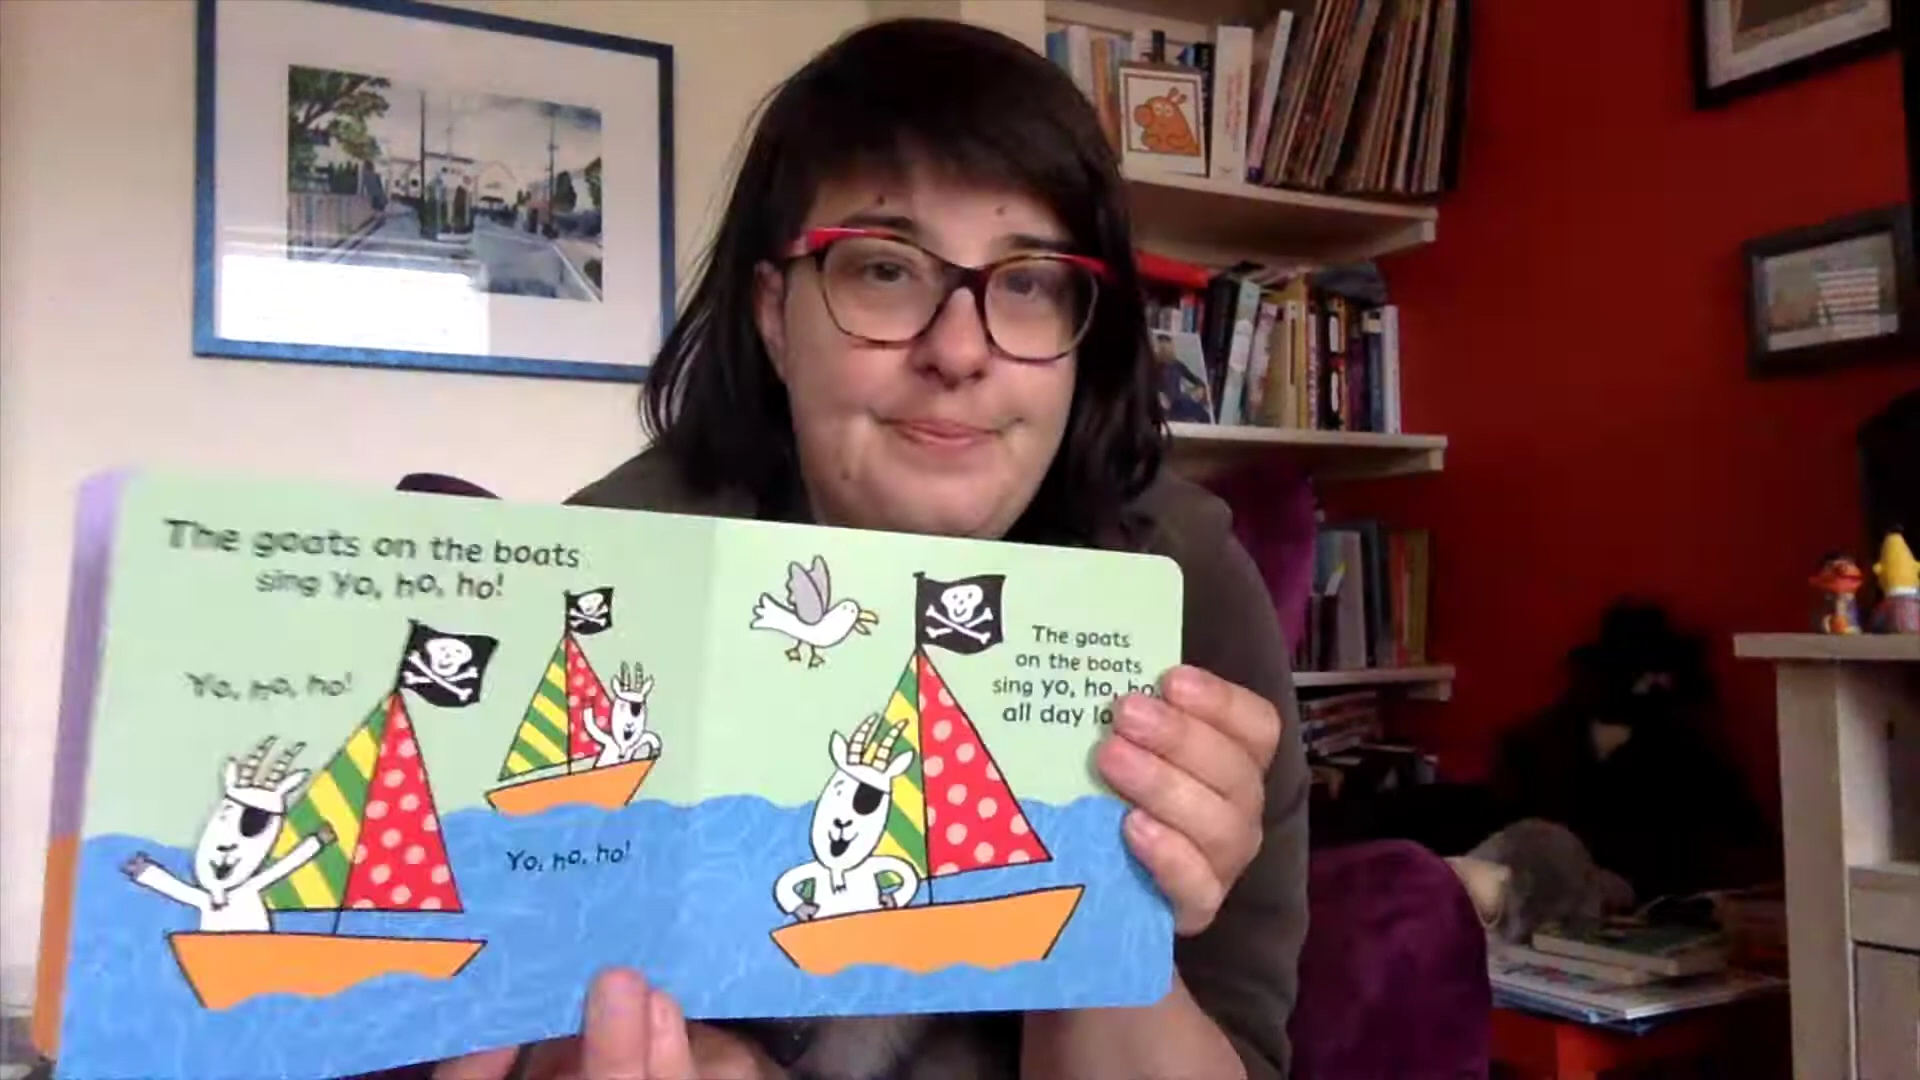 The goats on the boats
sing yo, ho, ho!
Yo, ho, ho!
Yo, ho, ho!
The goats
on the boats
sing yo, ho, ho
all day